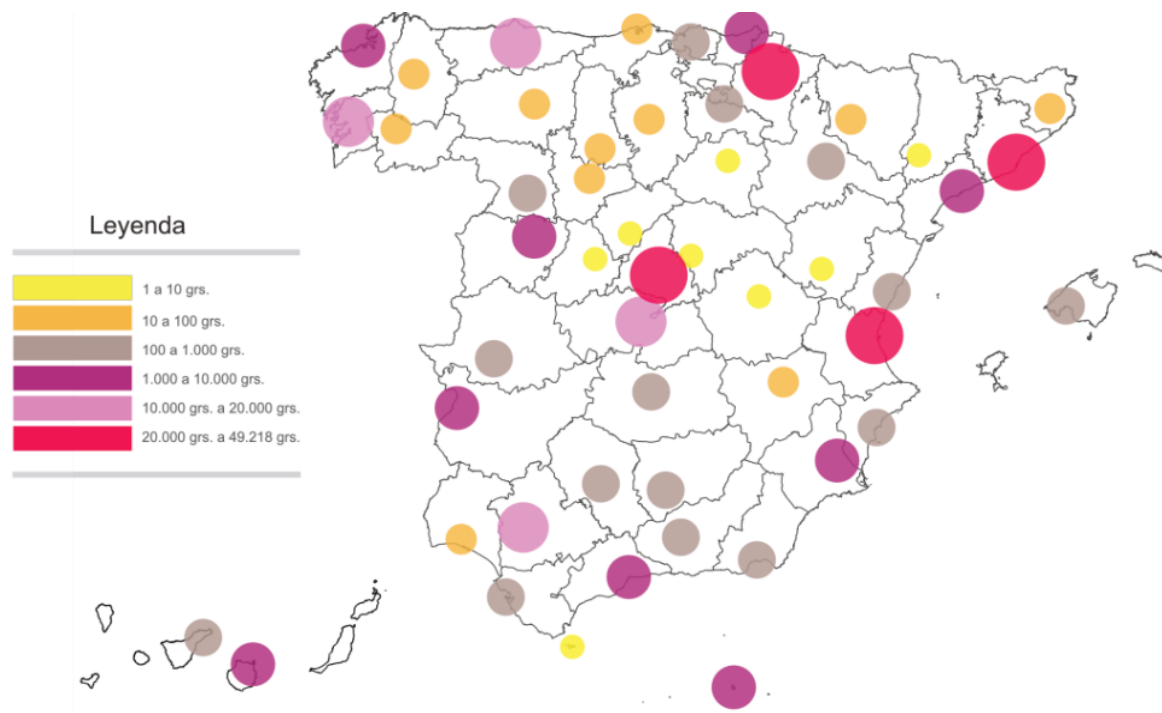 Leyenda
1 a 10 grs.
10 a 100 grs.
100 a 1.000 grs.
1.000 a 10.000 grs.
10.000 grs. a 20.000 grs.
20.000 grs. a 49.218 grs.